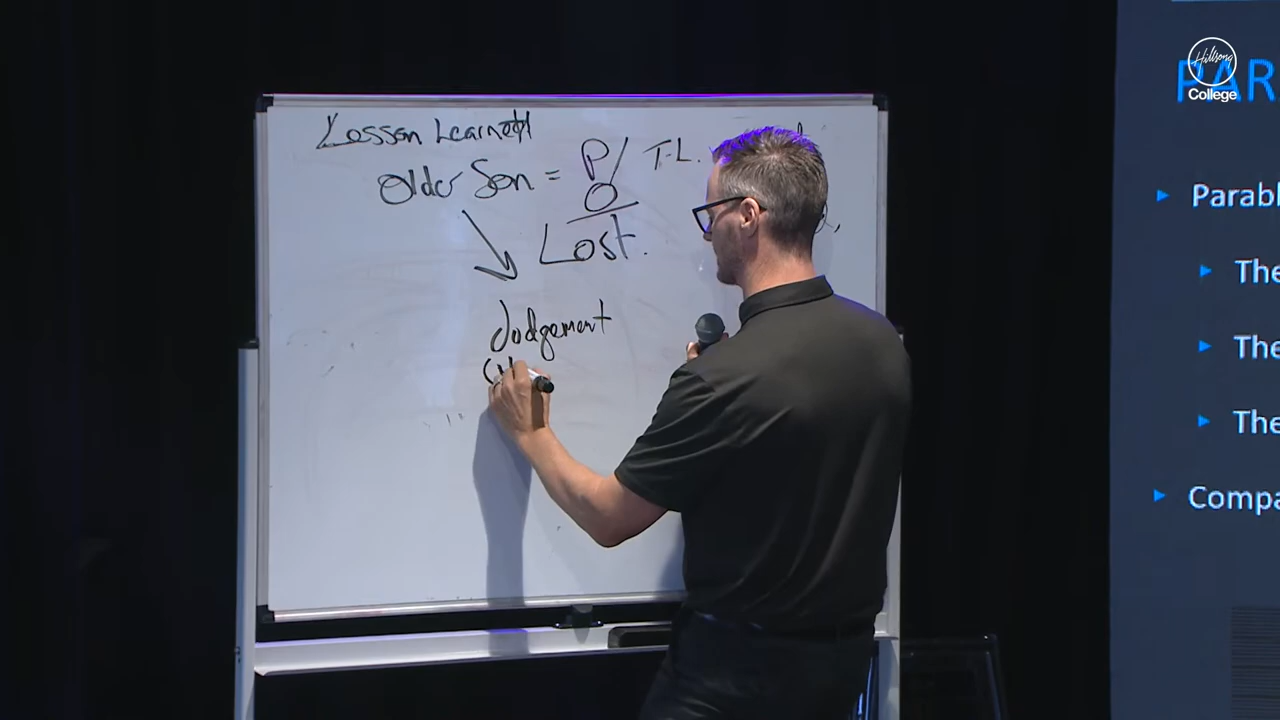 Hillsong
College
PAR
Lesson Learned
Older Son = P/ T-L.
O
Lost.
Judgement
Parabl
The
The
The
Compa